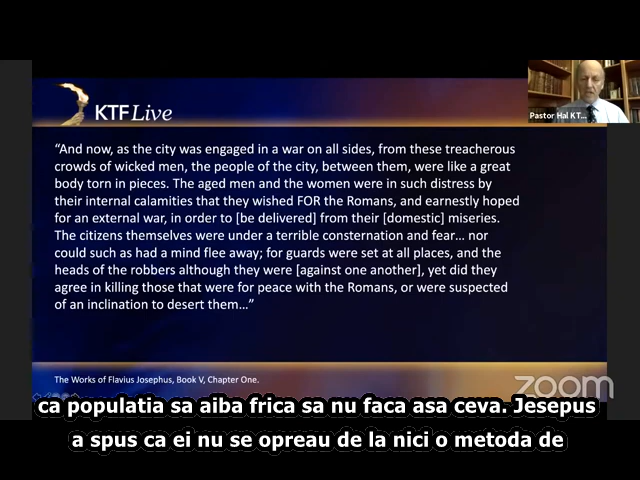 KTF Live
Pastor Hal KT...
“And now, as the city was engaged in a war on all sides, from these treacherous
crowds of wicked men, the people of the city, between them, were like a great
body torn in pieces. The aged men and the women were in such distress by
their internal calamities that they wished FOR the Romans, and earnestly hoped
for an external war, in order to [be delivered] from their [domestic] miseries.
The citizens themselves were under a terrible consternation and fear… nor
could such as had a mind flee away; for guards were set at all places, and the
heads of the robbers although they were [against one another], yet did they
agree in killing those that were for peace with the Romans, or were suspected
of an inclination to desert them…”
The Works of Flavius Josephus, Book V, Chapter One.
zoom
ca populatia sa aiba frica sa nu faca asa ceva. Jesepus
a spus ca ei nu se opreau de la nici o metoda de